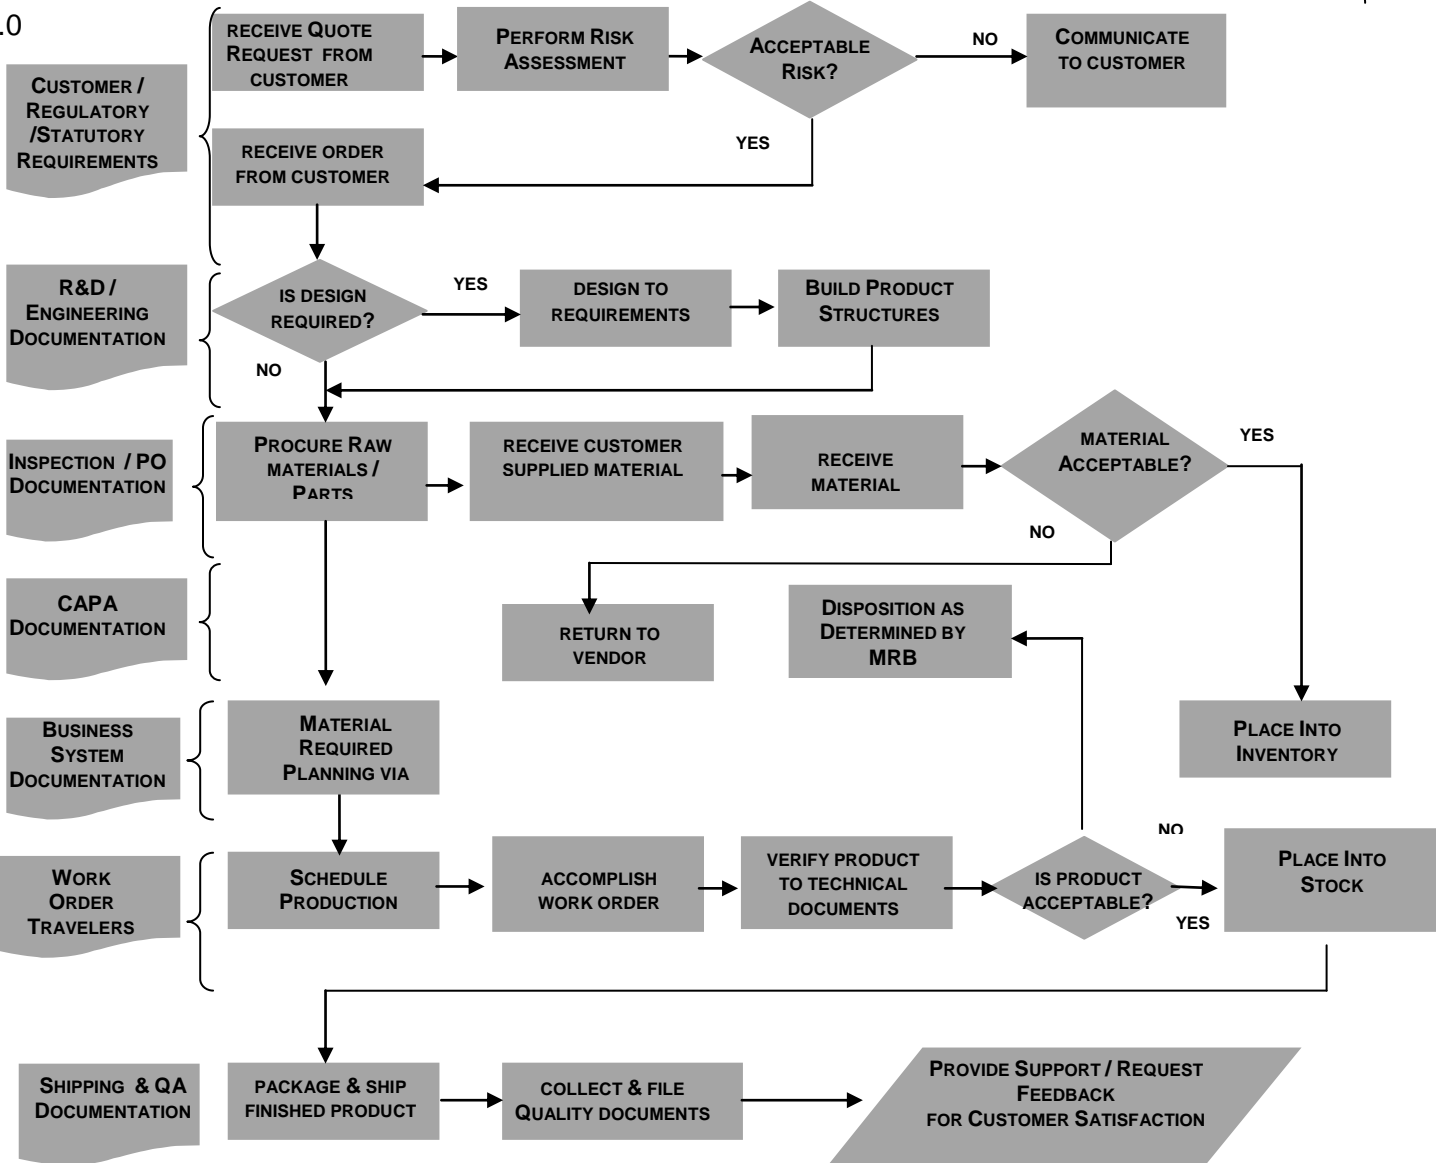 .0
RECEIVE QUOTE
REQUEST FROM
CUSTOMER
PERFORM RISK
ASSESSMENT
ACCEPTABLE
RISK?
NO
COMMUNICATE
TO CUSTOMER
CUSTOMER /
REGULATORY
/STATUTORY
REQUIREMENTS
YES
RECEIVE ORDER
FROM CUSTOMER
R&D /
ENGINEERING
DOCUMENTATION
IS DESIGN
REQUIRED?
YES
DESIGN TO
REQUIREMENTS
BUILD PRODUCT
STRUCTURES
NO
INSPECTION / PO
DOCUMENTATION
PROCURE RAW
MATERIALS /
PARTS
RECEIVE CUSTOMER
SUPPLIED MATERIAL
RECEIVE
MATERIAL
MATERIAL
ACCEPTABLE?
YES
NO
CAPA
DOCUMENTATION
RETURN TO
VENDOR
DISPOSITION AS
DETERMINED BY
MRB
BUSINESS
SYSTEM
DOCUMENTATION
MATERIAL
REQUIRED
PLANNING VIA
PLACE INTO
INVENTORY
WORK
ORDER
TRAVELERS
SCHEDULE
PRODUCTION
ACCOMPLISH
WORK ORDER
VERIFY PRODUCT
TO TECHNICAL
DOCUMENTS
IS PRODUCT
ACCEPTABLE?
NO
YES
PLACE INTO
STOCK
SHIPPING & QA
DOCUMENTATION
PACKAGE & SHIP
FINISHED PRODUCT
COLLECT & FILE
QUALITY DOCUMENTS
PROVIDE SUPPORT / REQUEST
FEEDBACK
FOR CUSTOMER SATISFACTION